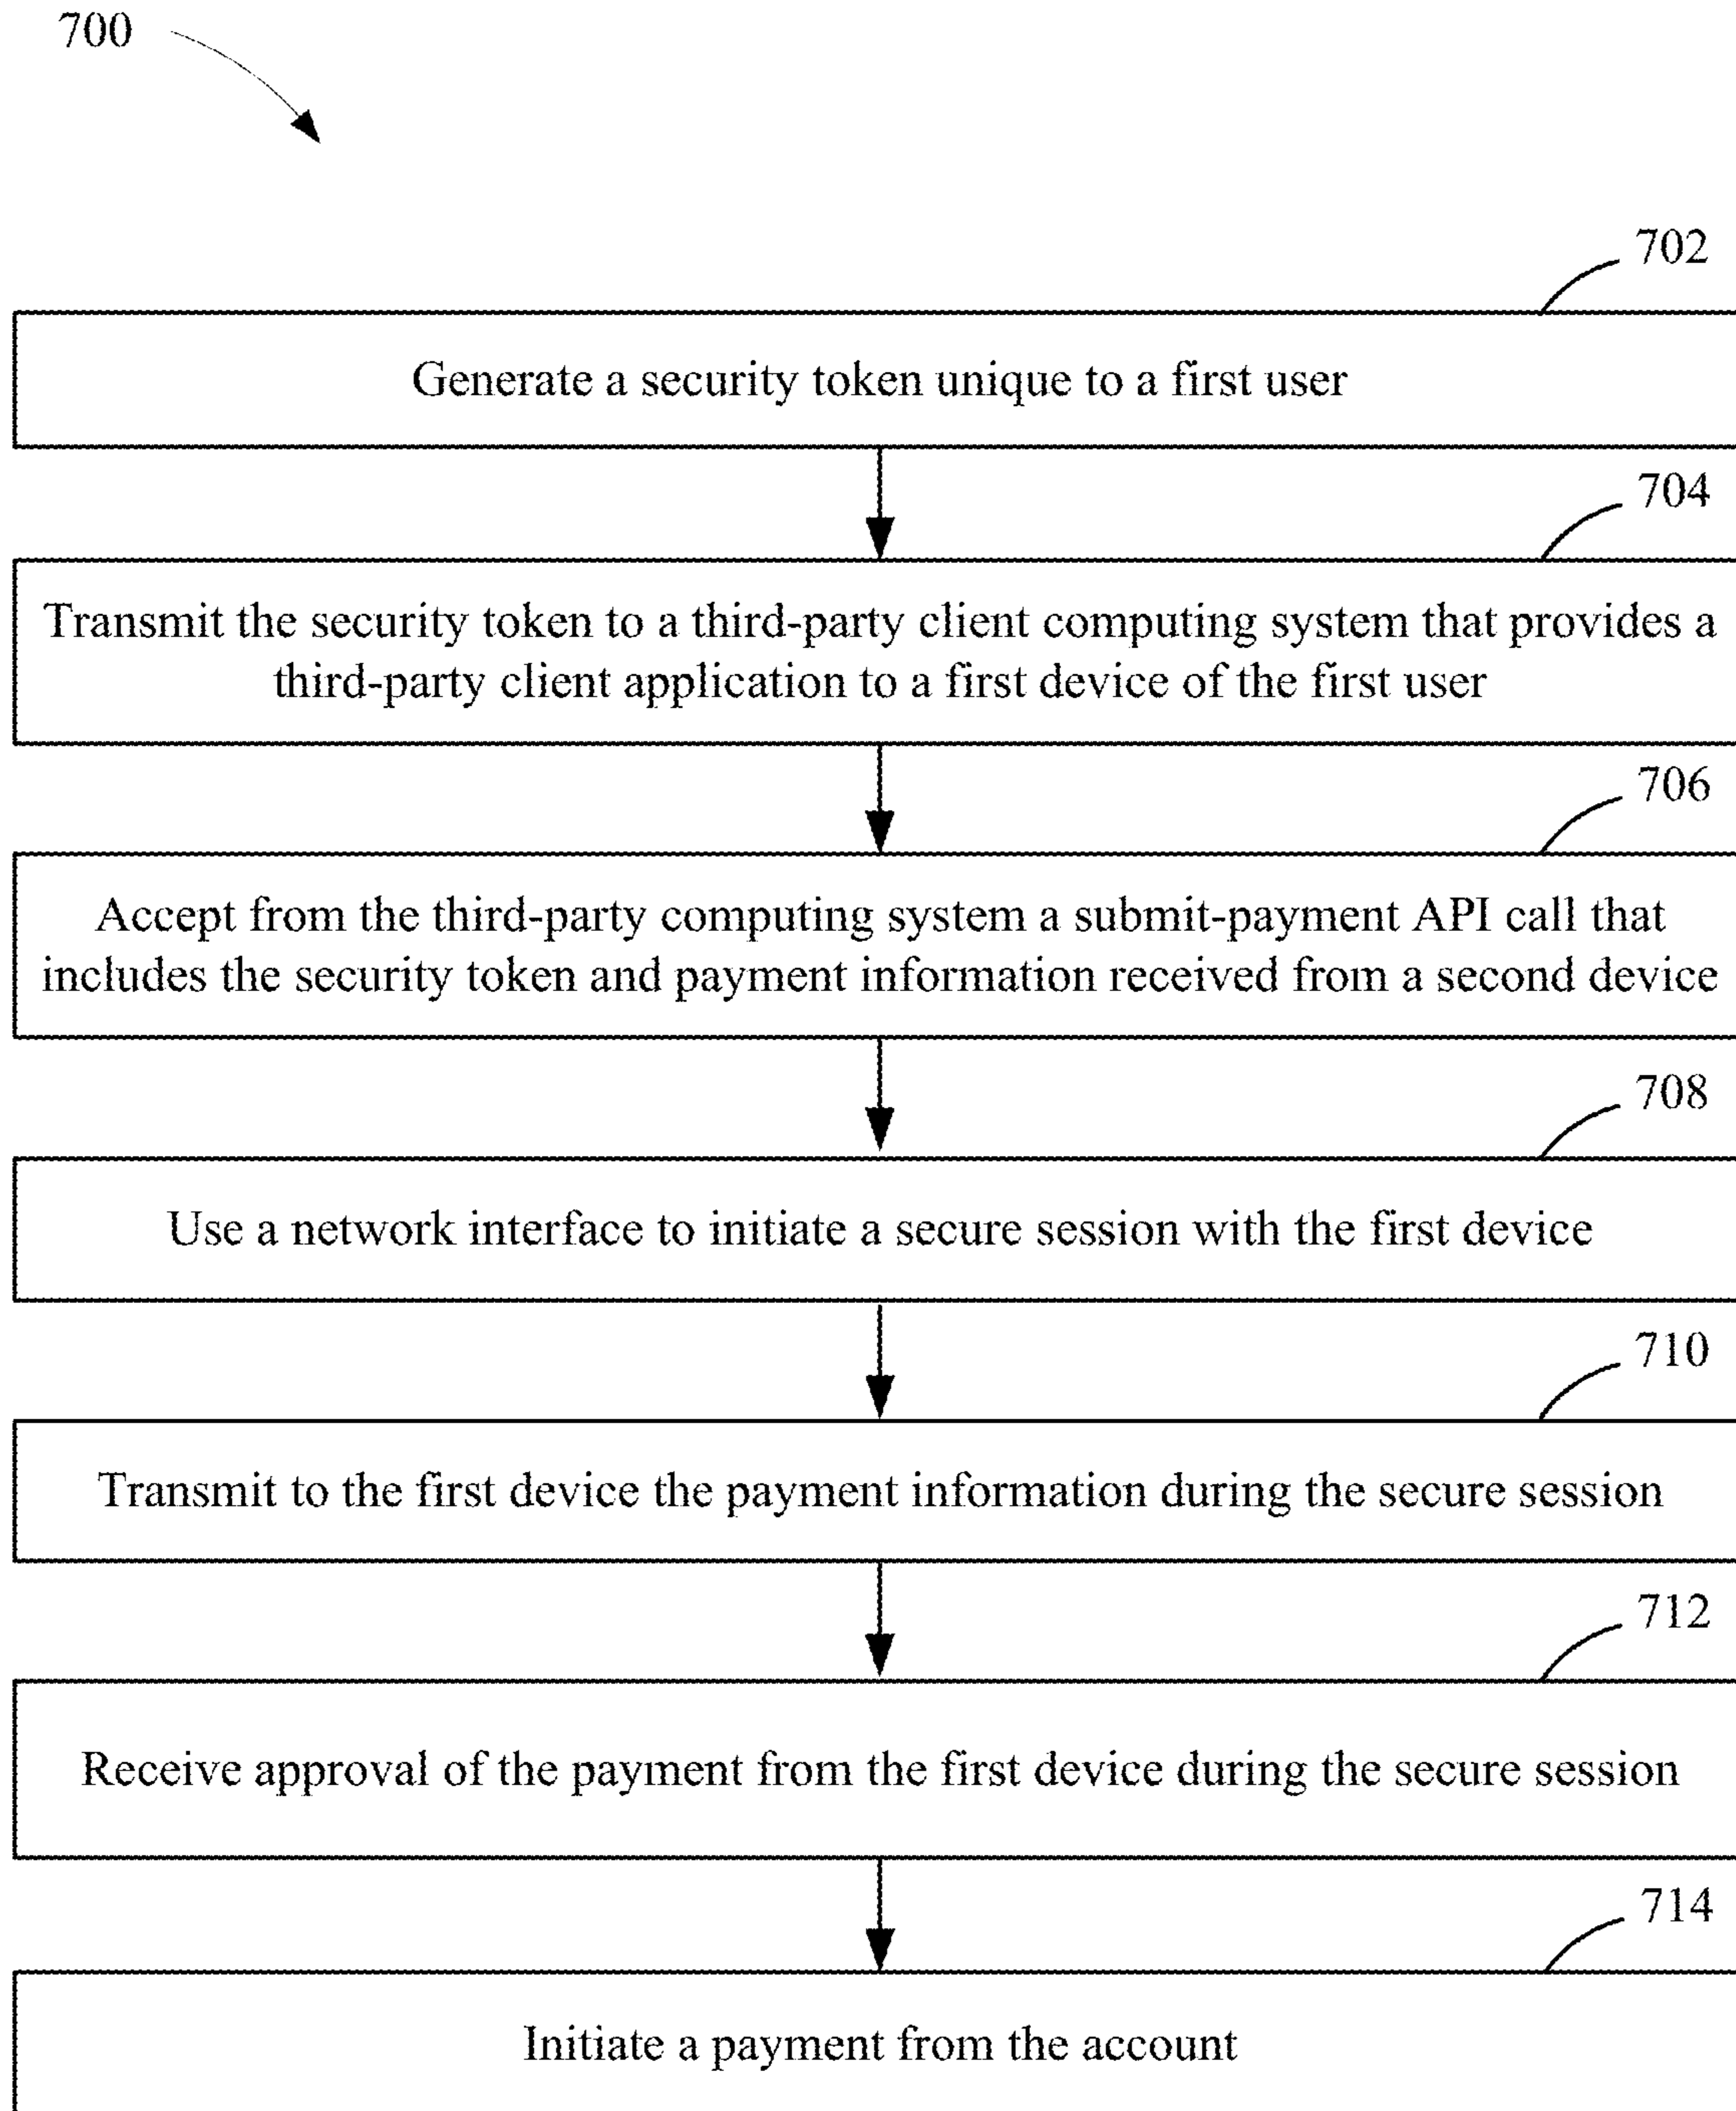 700
702
Generate a security token unique to a first user
704
Transmit the security token to a third-party client computing system that provides a
third-party client application to a first device of the first user
706
Accept from the third-party computing system a submit-payment API call that
includes the security token and payment information received from a second device
708
Use a network interface to initiate a secure session with the first device
710
Transmit to the first device the payment information during the secure session
712
Receive approval of the payment from the first device during the secure session
714
Initiate a payment from the account